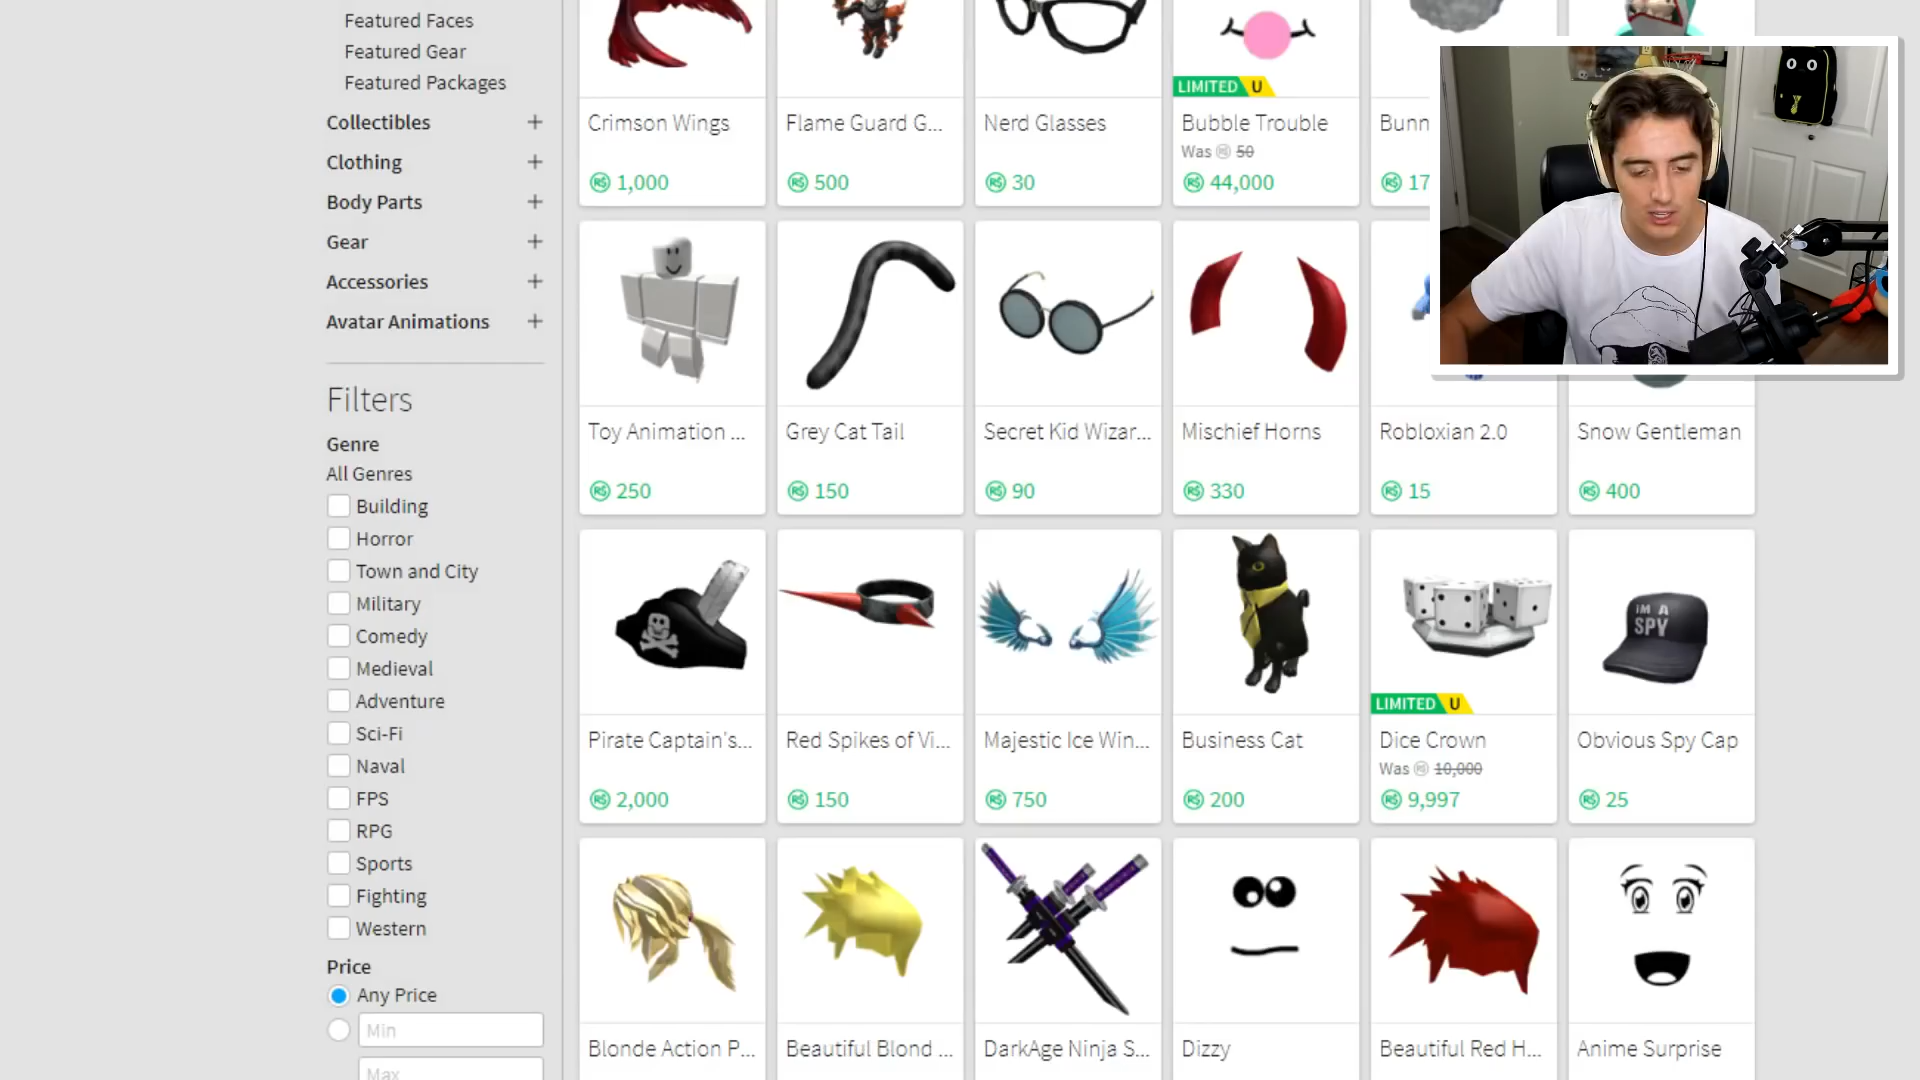 Featured Faces
Featured Gear
Featured Packages
Collectibles +
Clothing +
Body Parts +
Gear +
Accessories +
Avatar Animations +
Filters
Genre
All Genres
Building
Horror
Town and City
Military
Comedy
Medieval
Adventure
Sci-Fi
Naval
FPS
RPG
Sports
Fighting
Western
Price
Any Price
Min
Max
LIMITED U
Crimson Wings
Flame Guard G...
Nerd Glasses
Bubble Trouble
Bunn
Was R$ 50
R$ 1,000
R$ 500
R$ 30
R$ 44,000
R$ 17
Toy Animation ...
Grey Cat Tail
Secret Kid Wizar...
Mischief Horns
Robloxian 2.0
Snow Gentleman
R$ 250
R$ 150
R$ 90
R$ 330
R$ 15
R$ 400
IM A
SPY
LIMITED U
Pirate Captain's...
Red Spikes of Vi...
Majestic Ice Win...
Business Cat
Dice Crown
Obvious Spy Cap
Was R$ 10,000
R$ 2,000
R$ 150
R$ 750
R$ 200
R$ 9,997
R$ 25
Blonde Action P...
Beautiful Blond ...
DarkAge Ninja S...
Dizzy
Beautiful Red H...
Anime Surprise